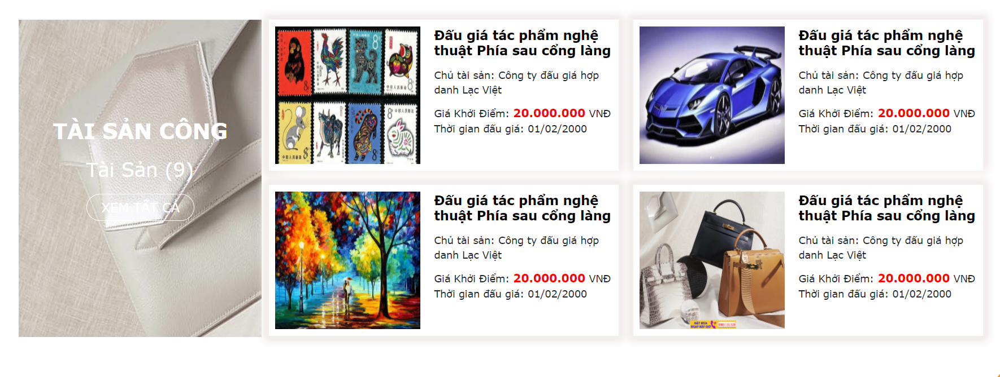 TÀI SẢN CÔNG
Tài Sản (9)
XEM TẤT CẢ
Đấu giá tác phẩm nghệ
thuật Phía sau cổng làng
Chủ tài sản: Công ty đấu giá hợp
danh Lạc Việt
Giá Khởi Điểm: 20.000.000 VNĐ
Thời gian đấu giá: 01/02/2000
Đấu giá tác phẩm nghệ
thuật Phía sau cổng làng
Chủ tài sản: Công ty đấu giá hợp
danh Lạc Việt
Giá Khởi Điểm: 20.000.000 VNĐ
Thời gian đấu giá: 01/02/2000
Đấu giá tác phẩm nghệ
thuật Phía sau cổng làng
Chủ tài sản: Công ty đấu giá hợp
danh Lạc Việt
Giá Khởi Điểm: 20.000.000 VNĐ
Thời gian đấu giá: 01/02/2000
Đấu giá tác phẩm nghệ
thuật Phía sau cổng làng
Chủ tài sản: Công ty đấu giá hợp
danh Lạc Việt
Giá Khởi Điểm: 20.000.000 VNĐ
Thời gian đấu giá: 01/02/2000
ĐẶT MUA
NGAY BÂY GIỜ